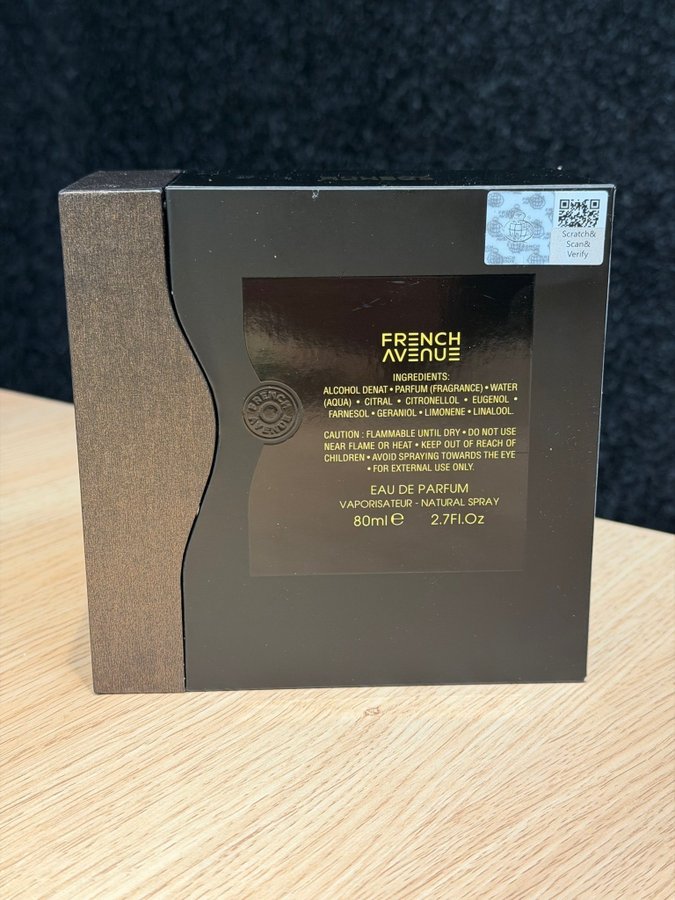 Scratch&
Scan&
Verify
FRENCH
AVENUE
INGREDIENTS:
ALCOHOL DENAT • PARFUM (FRAGRANCE) • WATER
(AQUA) • CITRAL • CITRONELLOL • EUGENOL •
FARNESOL • GERANIOL • LIMONENE • LINALOOL.
FRENCH
AVENUE
CAUTION : FLAMMABLE UNTIL DRY • DO NOT USE
NEAR FLAME OR HEAT • KEEP OUT OF REACH OF
CHILDREN • AVOID SPRAYING TOWARDS THE EYE
• FOR EXTERNAL USE ONLY.
EAU DE PARFUM
VAPORISATEUR - NATURAL SPRAY
80ml ℮ 2.7Fl.Oz